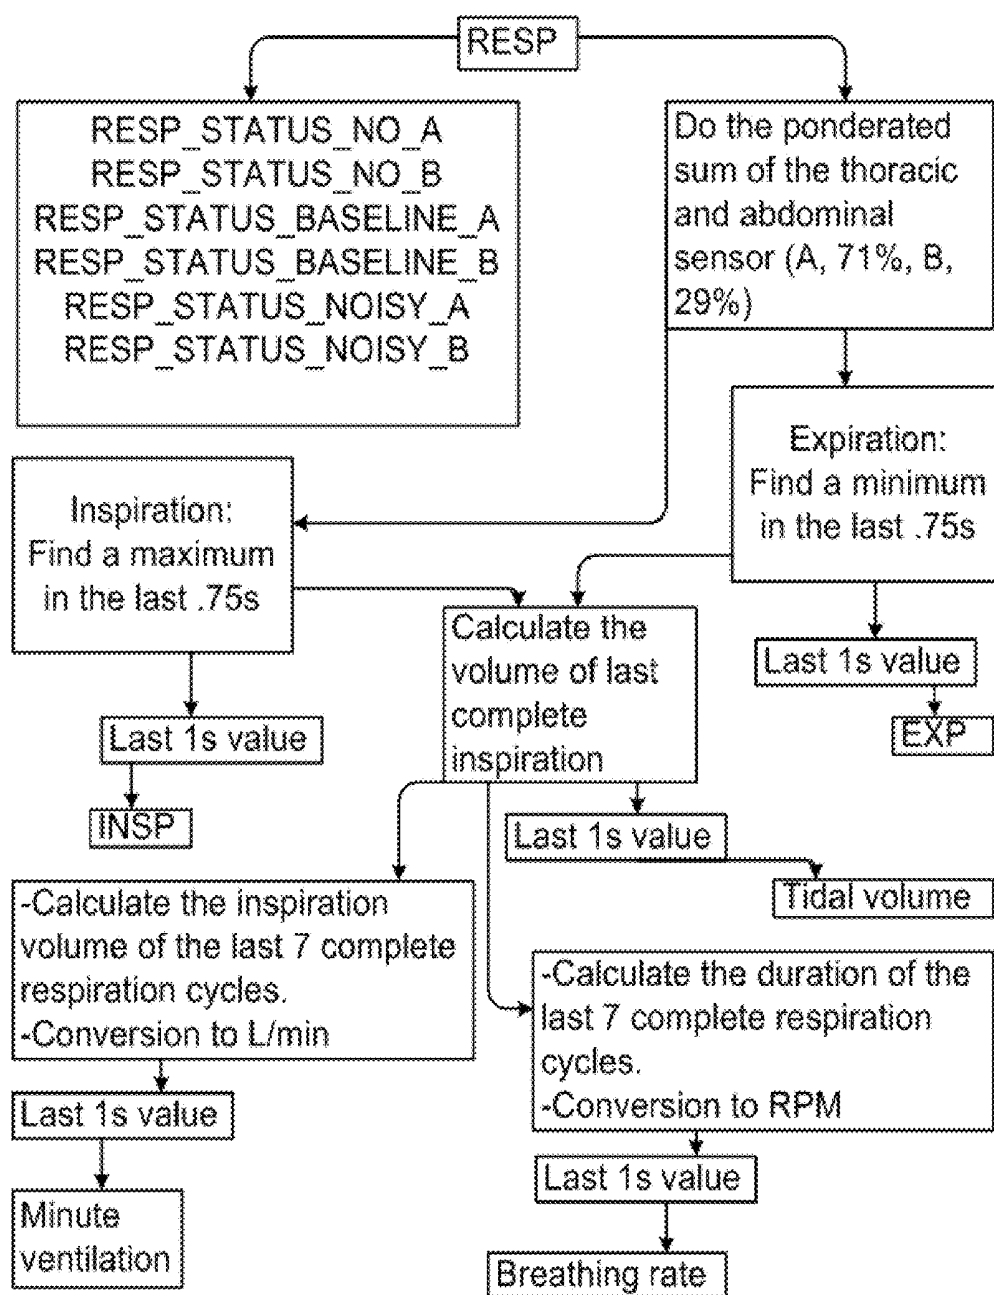 RESP
RESP_STATUS_NO_A
RESP_STATUS_NO_B
RESP_STATUS_BASELINE_A
RESP_STATUS_BASELINE_B
RESP_STATUS_NOISY_A
RESP_STATUS_NOISY_B
Do the ponderated
sum of the thoracic
and abdominal
sensor (A, 71%, B,
29%)
Expiration:
Find a minimum
in the last .75s
Inspiration:
Find a maximum
in the last .75s
Calculate the
volume of last
complete
inspiration
Last 1s value
EXP
Last 1s value
INSP
Last 1s value
Tidal volume
-Calculate the inspiration
volume of the last 7 complete
respiration cycles.
-Conversion to L/min
-Calculate the duration of the
last 7 complete respiration
cycles.
-Conversion to RPM
Last 1s value
Minute
ventilation
Last 1s value
Breathing rate